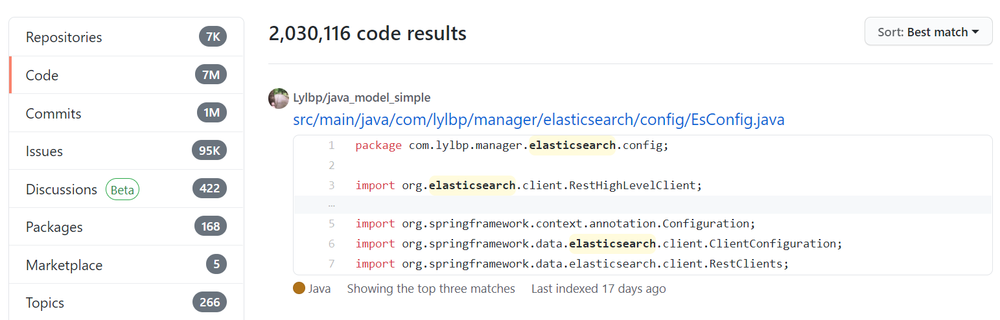 Repositories 7K
Code 7M
Commits 1M
Issues 95K
Discussions Beta 422
Packages 168
Marketplace 5
Topics 266
2,030,116 code results
Sort: Best match
Lylbp/java_model_simple
src/main/java/com/lylbp/manager/elasticsearch/config/EsConfig.java
1 package com.lylbp.manager.elasticsearch.config;
2
3 import org.elasticsearch.client.RestHighLevelClient;
…
5 import org.springframework.context.annotation.Configuration;
6 import org.springframework.data.elasticsearch.client.ClientConfiguration;
7 import org.springframework.data.elasticsearch.client.RestClients;
Java Showing the top three matches Last indexed 17 days ago